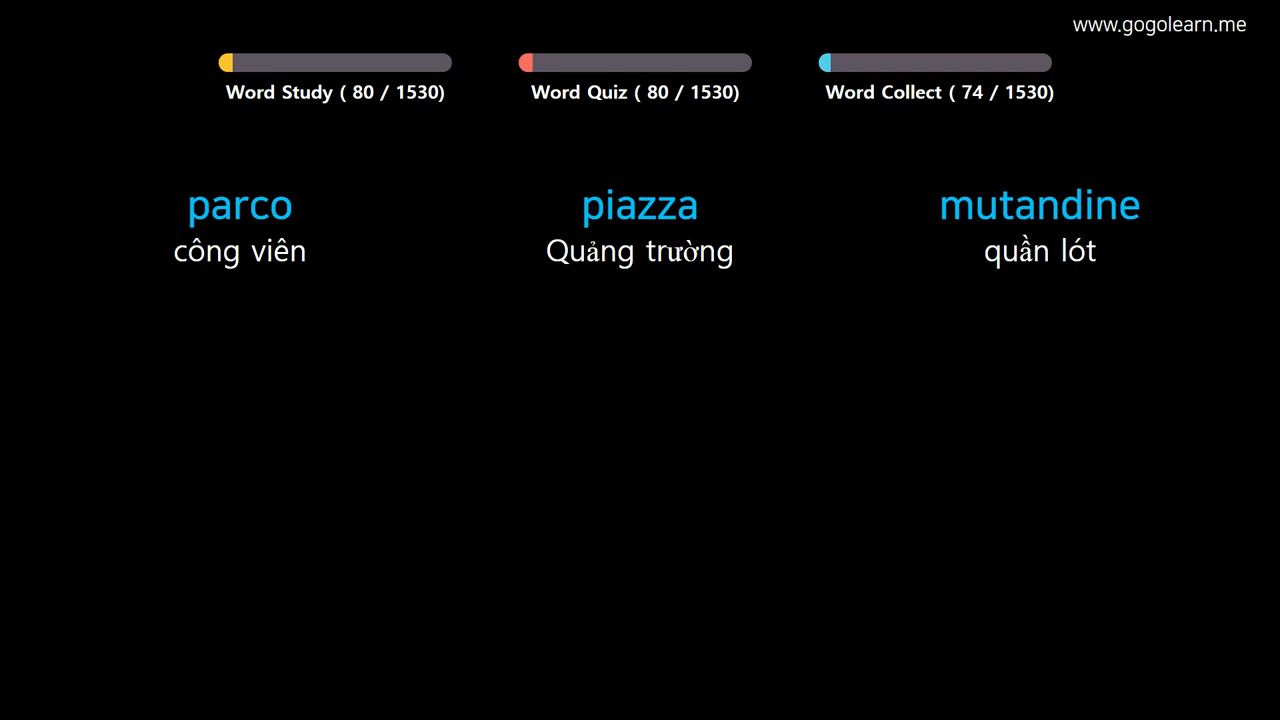 www.gogolearn.me
Word Study ( 80 / 1530)
Word Quiz ( 80 / 1530)
Word Collect ( 74 / 1530)
parco
công viên
piazza
Quảng trường
mutandine
quần lót